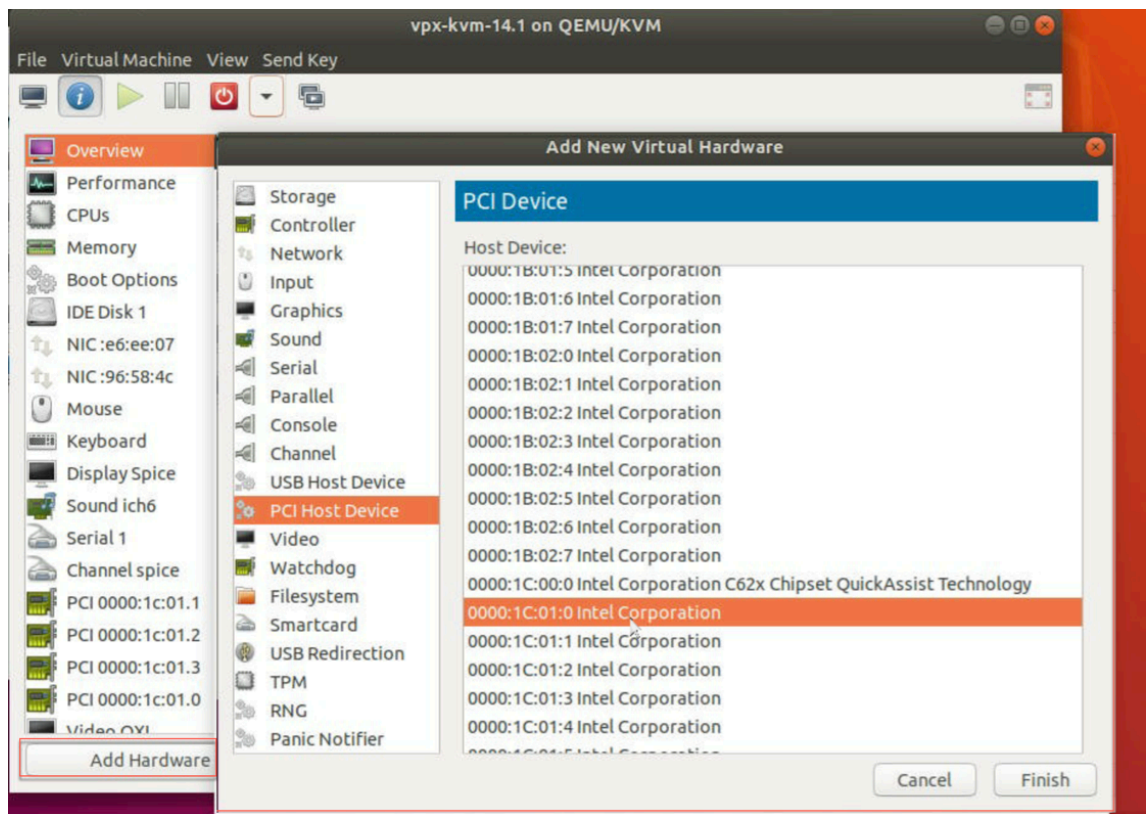 vpx-kvm-14.1 on QEMU/KVM
File Virtual Machine View Send Key
Overview
Performance
CPUs
Memory
Boot Options
IDE Disk 1
NIC :e6:ee:07
NIC :96:58:4c
Mouse
Keyboard
Display Spice
Sound ich6
Serial 1
Channel spice
PCI 0000:1c:01.1
PCI 0000:1c:01.2
PCI 0000:1c:01.3
PCI 0000:1c:01.0
Video QXL
Add Hardware
Add New Virtual Hardware
Storage
Controller
Network
Input
Graphics
Sound
Serial
Parallel
Console
Channel
USB Host Device
PCI Host Device
Video
Watchdog
Filesystem
Smartcard
USB Redirection
TPM
RNG
Panic Notifier
PCI Device
Host Device:
0000:1B:01:5 Intel Corporation
0000:1B:01:6 Intel Corporation
0000:1B:01:7 Intel Corporation
0000:1B:02:0 Intel Corporation
0000:1B:02:1 Intel Corporation
0000:1B:02:2 Intel Corporation
0000:1B:02:3 Intel Corporation
0000:1B:02:4 Intel Corporation
0000:1B:02:5 Intel Corporation
0000:1B:02:6 Intel Corporation
0000:1B:02:7 Intel Corporation
0000:1C:00:0 Intel Corporation C62x Chipset QuickAssist Technology
0000:1C:01:0 Intel Corporation
0000:1C:01:1 Intel Corporation
0000:1C:01:2 Intel Corporation
0000:1C:01:3 Intel Corporation
0000:1C:01:4 Intel Corporation
0000:1C:01:5 Intel Corporation
Cancel Finish